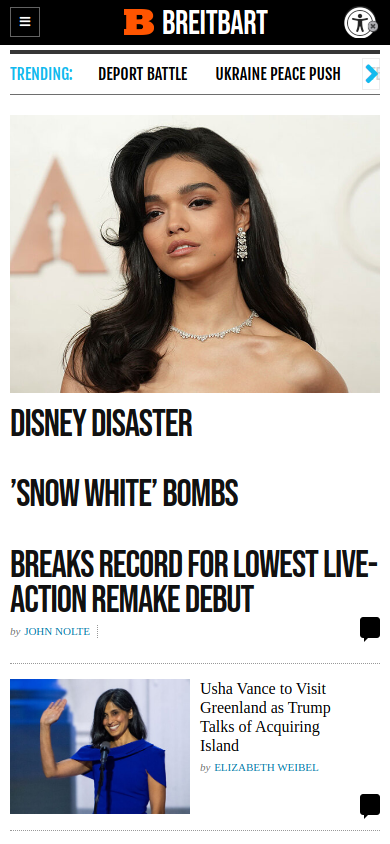 B BREITBART
TRENDING:
DEPORT BATTLE
UKRAINE PEACE PUSH
DISNEY DISASTER
’SNOW WHITE’ BOMBS
BREAKS RECORD FOR LOWEST LIVE-
ACTION REMAKE DEBUT
by JOHN NOLTE
Usha Vance to Visit
Greenland as Trump
Talks of Acquiring
Island
by ELIZABETH WEIBEL